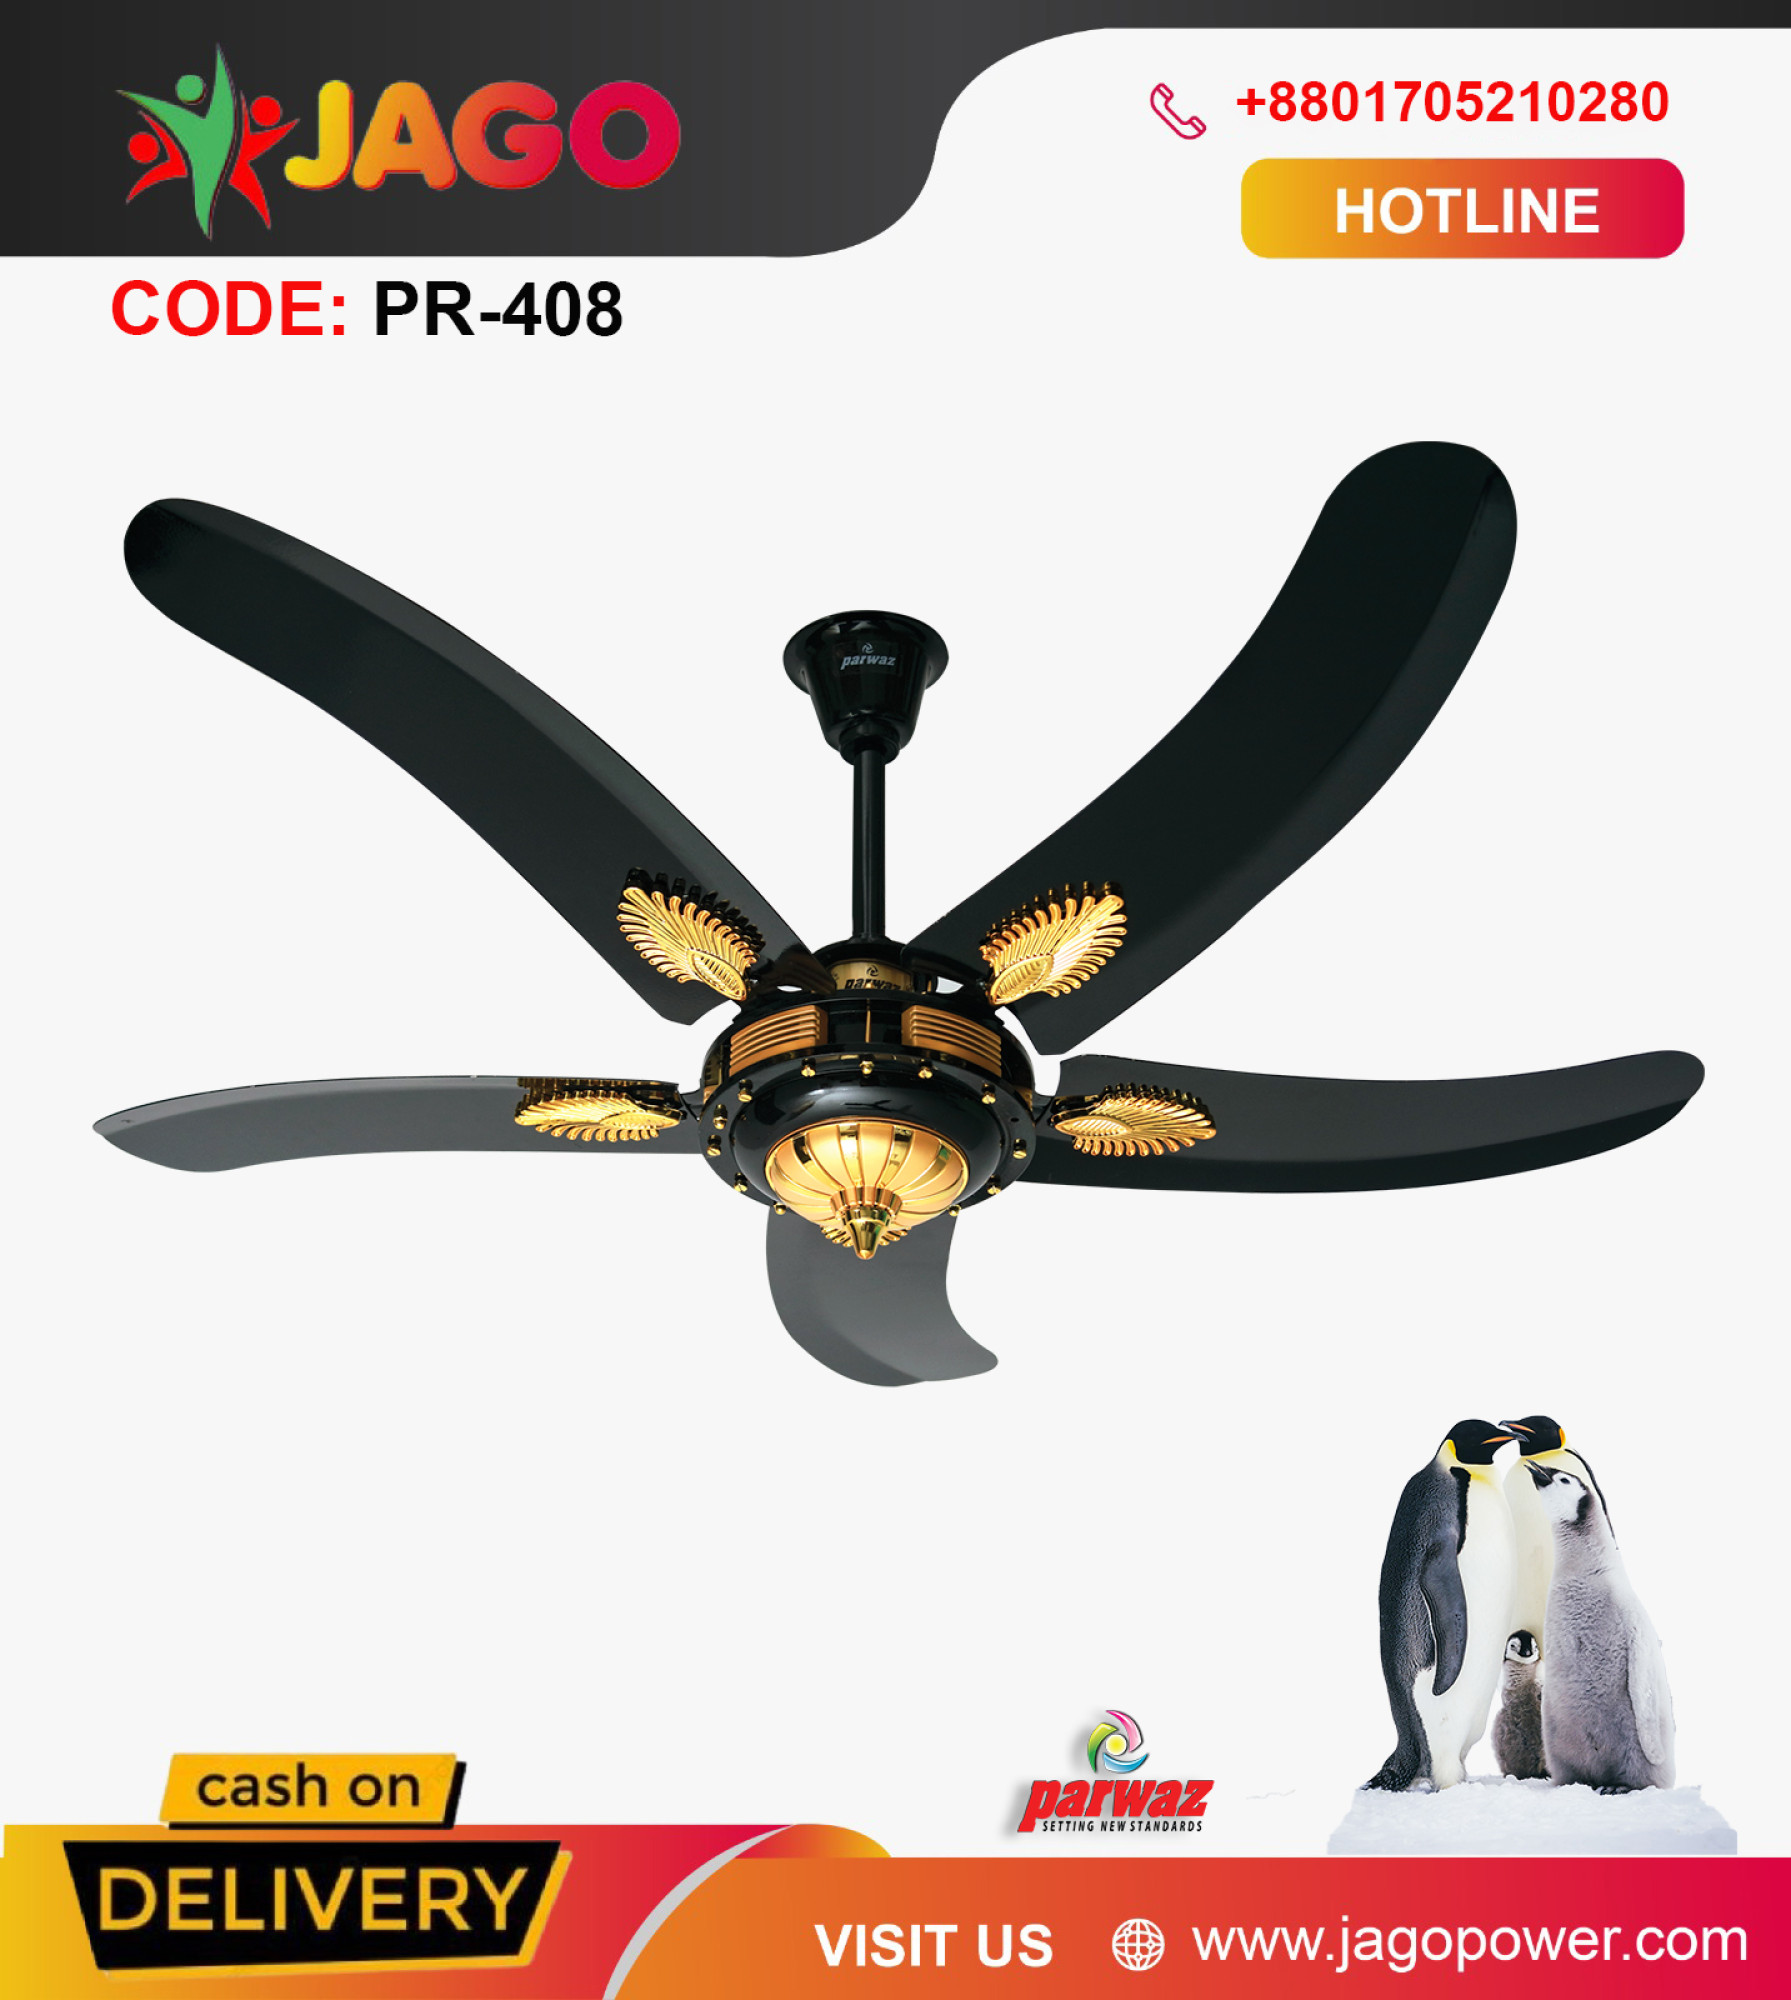 JAGO
+8801705210280
HOTLINE
CODE: PR-408
parwaz
parwaz
cash on
DELIVERY
parwaz
SETTING NEW STANDARDS
VISIT US
www.jagopower.com